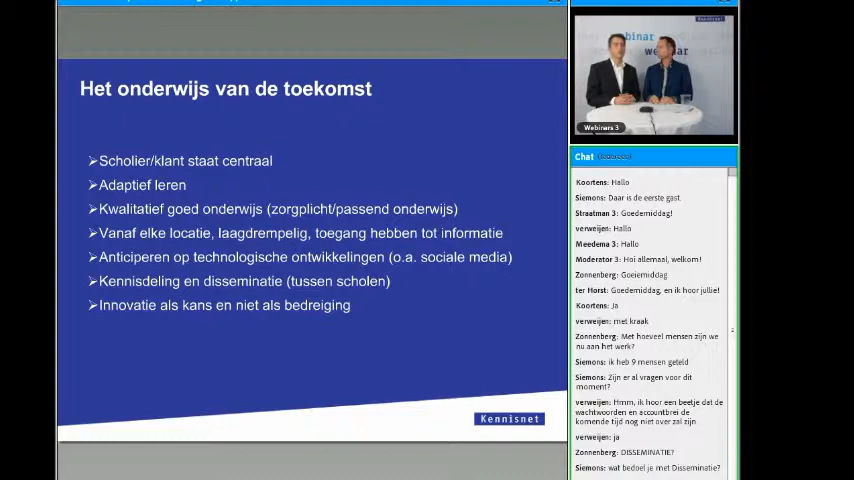 Het onderwijs van de toekomst
➢Scholier/klant staat centraal
➢Adaptief leren
➢Kwalitatief goed onderwijs (zorgplicht/passend onderwijs)
➢Vanaf elke locatie, laagdrempelig, toegang hebben tot informatie
➢Anticiperen op technologische ontwikkelingen (o.a. sociale media)
➢Kennisdeling en disseminatie (tussen scholen)
➢Innovatie als kans en niet als bedreiging
Kennisnet
Kennisnet
Webinars 3
Chat
Koortens: Hallo
Siemons: Daar is de eerste gast
Straatman 3: Goedemiddag!
verweijen: Hallo
Meedema 3: Hallo
Moderator 3: Hoi allemaal, welkom!
Zonnenberg: Goeiemiddag
ter Horst: Goedemiddag, en ik hoor jullie!
Koortens: Ja
verweijen: met kraak
Zonnenberg: Met hoeveel mensen zijn we
nu aan het werk?
Siemons: ik heb 9 mensen geteld
Siemons: Zijn er al vragen voor dit
moment?
verweijen: Hmm, ik hoor een beetje dat de
wachtwoorden en accountbrei de
komende tijd nog niet over zal zijn
verweijen: ja
Zonnenberg: DISSEMINATIE?
Siemons: wat bedoel je met Disseminatie?